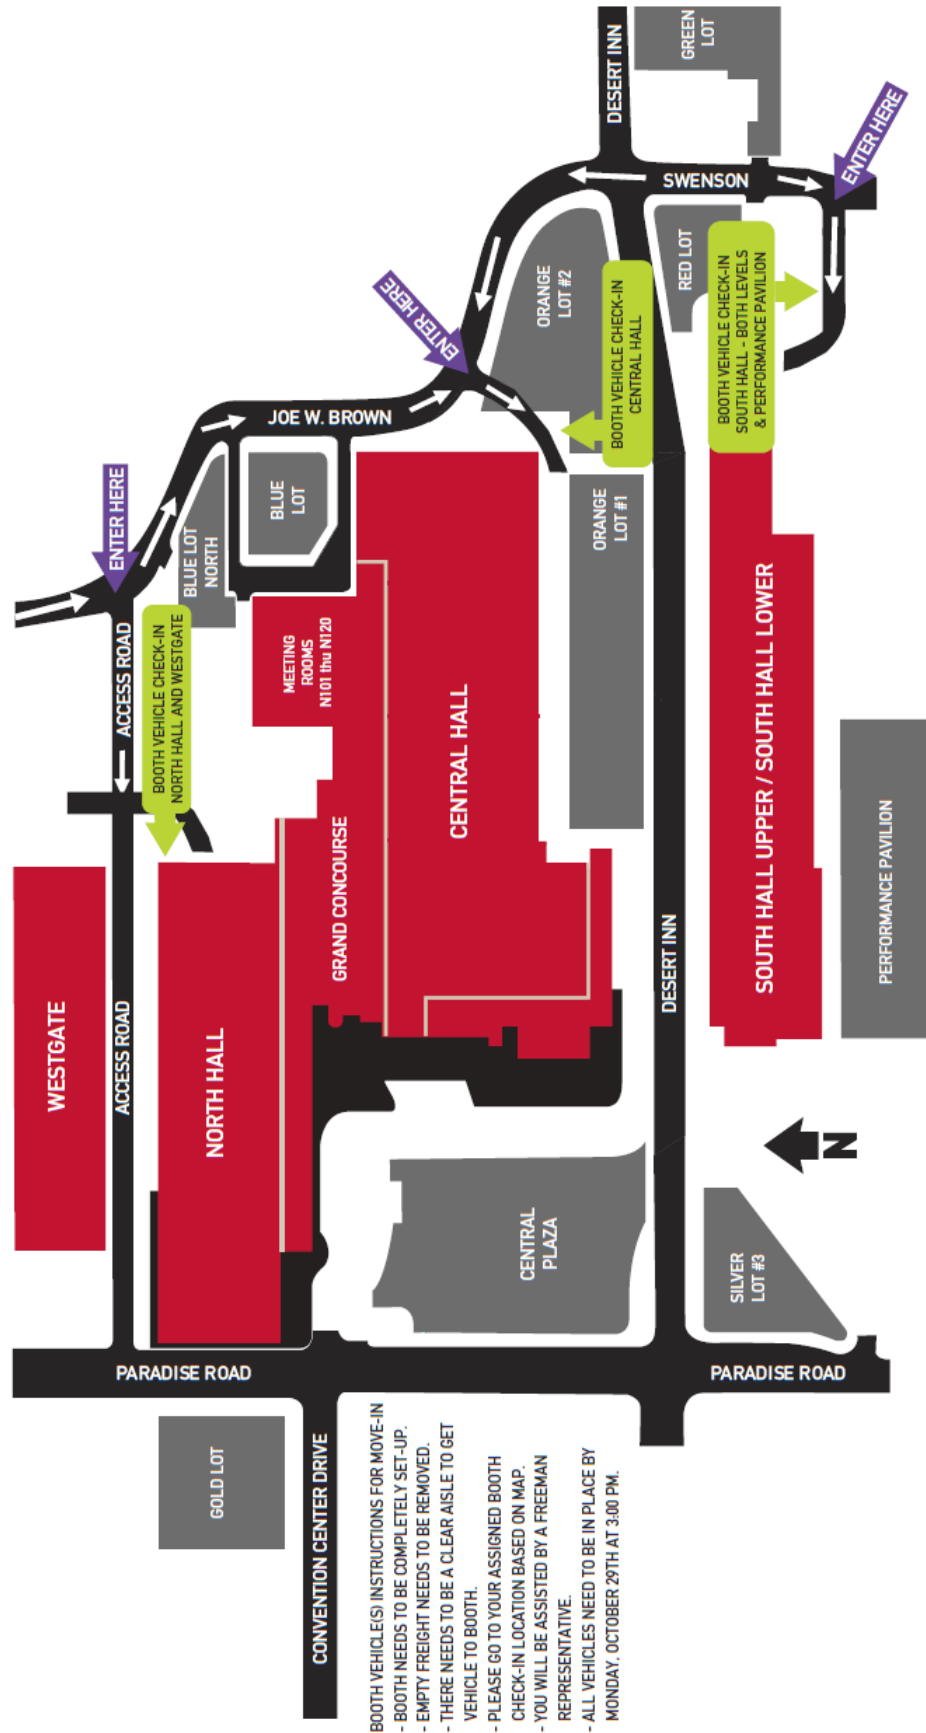 WESTGATE
ACCESS ROAD
ACCESS ROAD
ENTER HERE
BOOTH VEHICLE CHECK-IN
NORTH HALL AND WESTGATE
NORTH HALL
BLUE LOT
NORTH
BLUE
LOT
JOE W. BROWN
ENTER HERE
MEETING
ROOMS
N101 thru N120
GRAND CONCOURSE
CENTRAL HALL
ORANGE
LOT #2
BOOTH VEHICLE CHECK-IN
CENTRAL HALL
ORANGE
LOT #1
DESERT INN
GREEN
LOT
SWENSON
ENTER HERE
RED LOT
BOOTH VEHICLE CHECK-IN
SOUTH HALL - BOTH LEVELS
& PERFORMANCE PAVILION
DESERT INN
SOUTH HALL UPPER / SOUTH HALL LOWER
PERFORMANCE PAVILION
N
CENTRAL
PLAZA
SILVER
LOT #3
PARADISE ROAD
PARADISE ROAD
GOLD LOT
CONVENTION CENTER DRIVE
BOOTH VEHICLE(S) INSTRUCTIONS FOR MOVE-IN
- BOOTH NEEDS TO BE COMPLETELY SET-UP.
- EMPTY FREIGHT NEEDS TO BE REMOVED.
- THERE NEEDS TO BE A CLEAR AISLE TO GET
VEHICLE TO BOOTH.
- PLEASE GO TO YOUR ASSIGNED BOOTH
CHECK-IN LOCATION BASED ON MAP.
- YOU WILL BE ASSISTED BY A FREEMAN
REPRESENTATIVE.
- ALL VEHICLES NEED TO BE IN PLACE BY
MONDAY, OCTOBER 29TH AT 3:00 PM.